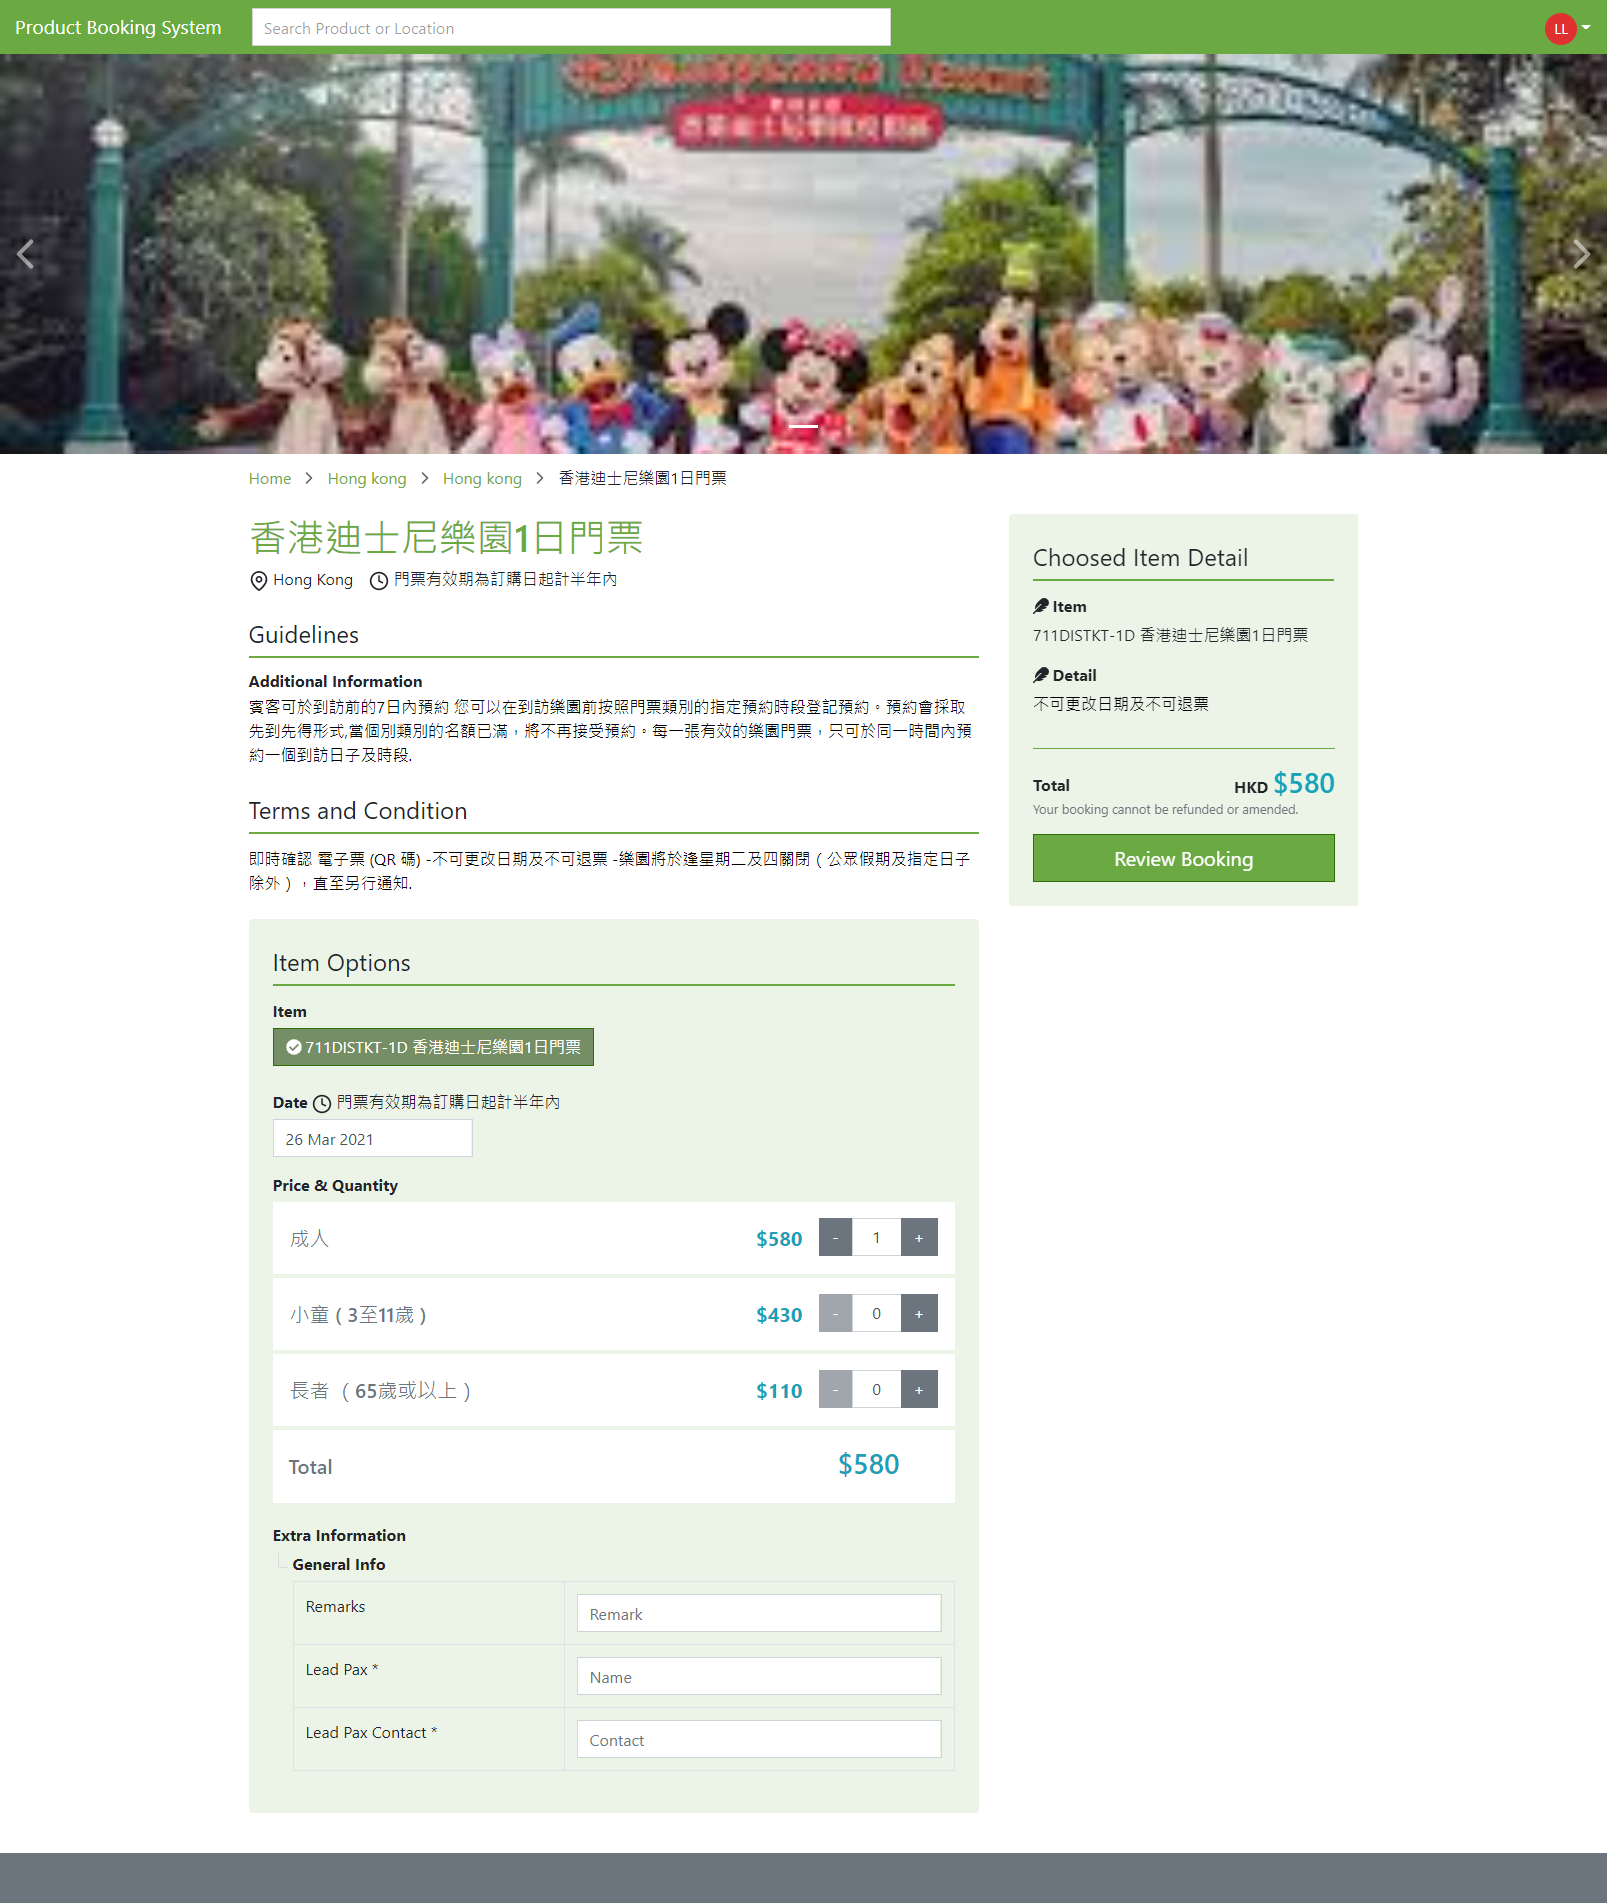 Product Booking System
Search Product or Location
LL
Home > Hong kong > Hong kong > 香港迪士尼樂園1日門票
香港迪士尼樂園1日門票
Hong Kong 門票有效期為訂購日起計半年內
Guidelines
Additional Information
賓客可於到訪前的7日內預約 您可以在到訪樂園前按照門票類別的指定預約時段登記預約。預約會採取
先到先得形式,當個別類別的名額已滿，將不再接受預約。每一張有效的樂園門票，只可於同一時間內預
約一個到訪日子及時段.
Terms and Condition
即時確認 電子票 (QR 碼) -不可更改日期及不可退票 -樂園將於逢星期二及四關閉（公眾假期及指定日子
除外），直至另行通知.
Choosed Item Detail
Item
711DISTKT-1D 香港迪士尼樂園1日門票
Detail
不可更改日期及不可退票
Total HKD $580
Your booking cannot be refunded or amended.
Review Booking
Item Options
Item
711DISTKT-1D 香港迪士尼樂園1日門票
Date 門票有效期為訂購日起計半年內
26 Mar 2021
Price & Quantity
成人 $580 - 1 +
小童（3至11歲） $430 - 0 +
長者 （65歲或以上） $110 - 0 +
Total $580
Extra Information
General Info
Remarks Remark
Lead Pax * Name
Lead Pax Contact * Contact